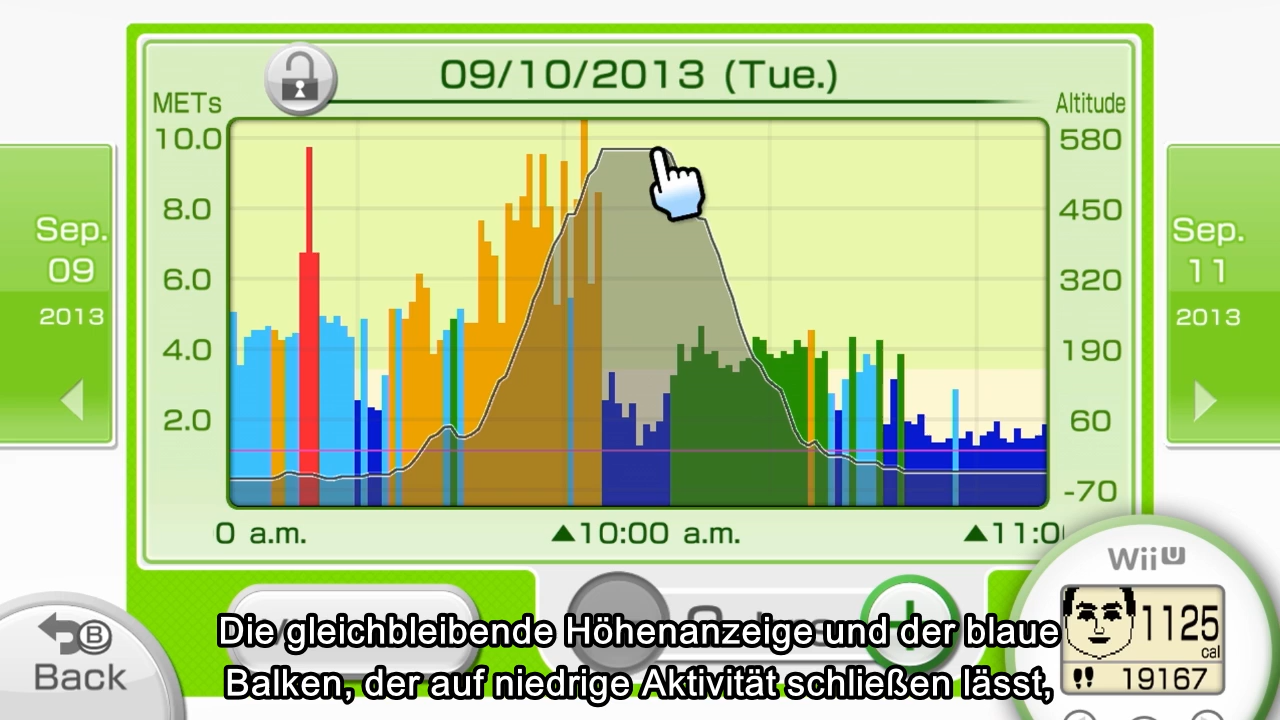 09/10/2013 (Tue.)
METs
Altitude
10.0
580
8.0
450
6.0
320
4.0
190
2.0
60
-70
Sep.
09
2013
Sep.
11
2013
0 a.m.
▲10:00 a.m.
▲11:0
Wii U
1125
cal
19167
B
Back
Die gleichbleibende Höhenanzeige und der blaue
Balken, der auf niedrige Aktivität schließen lässt,